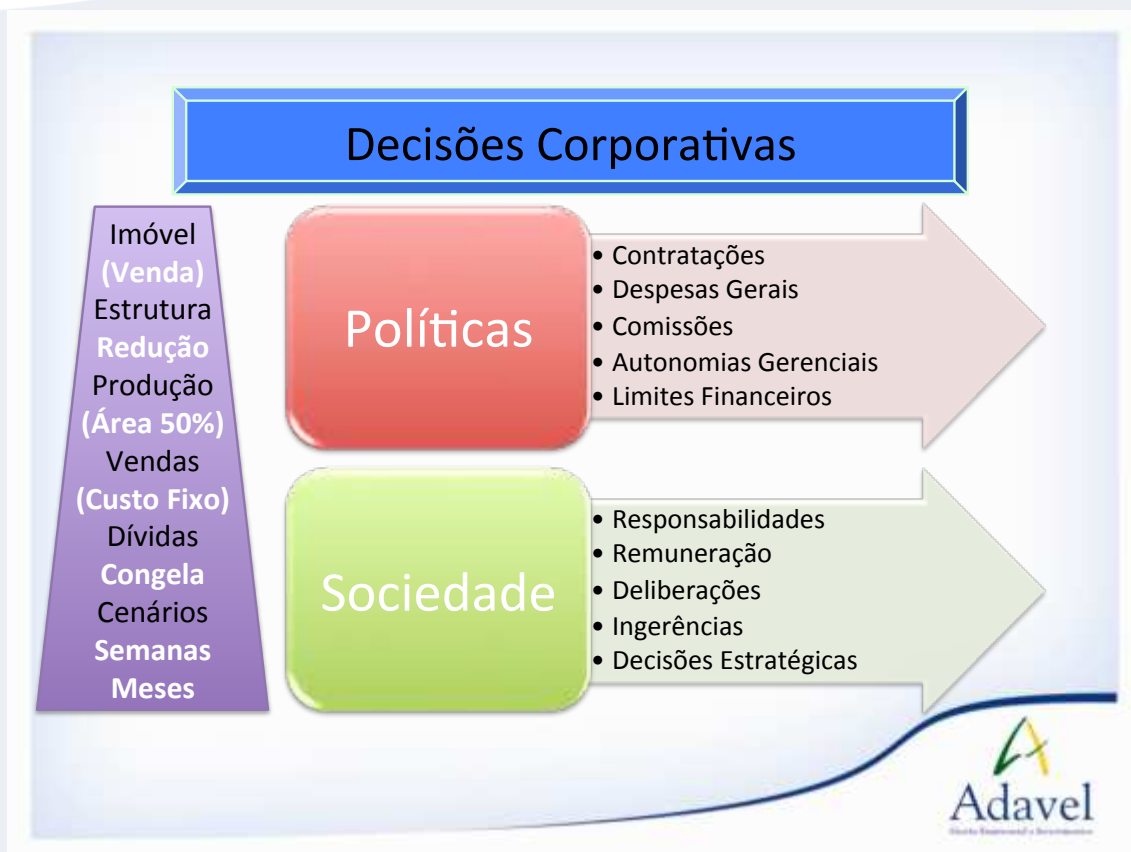 Decisões Corporativas
Imóvel
(Venda)
Estrutura
Redução
Produção
(Área 50%)
Vendas
(Custo Fixo)
Dívidas
Congela
Cenários
Semanas
Meses
Políticas
• Contratações
• Despesas Gerais
• Comissões
• Autonomias Gerenciais
• Limites Financeiros
Sociedade
• Responsabilidades
• Remuneração
• Deliberações
• Ingerências
• Decisões Estratégicas
Adavel